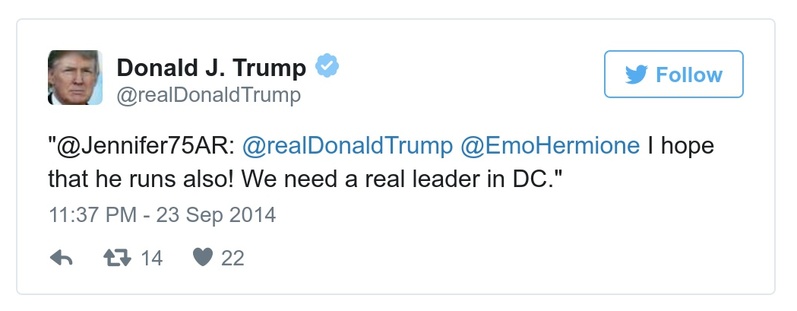 Donald J. Trump
@realDonaldTrump
Follow
"@Jennifer75AR: @realDonaldTrump @EmoHermione I hope
that he runs also! We need a real leader in DC."
11:37 PM - 23 Sep 2014
14 22